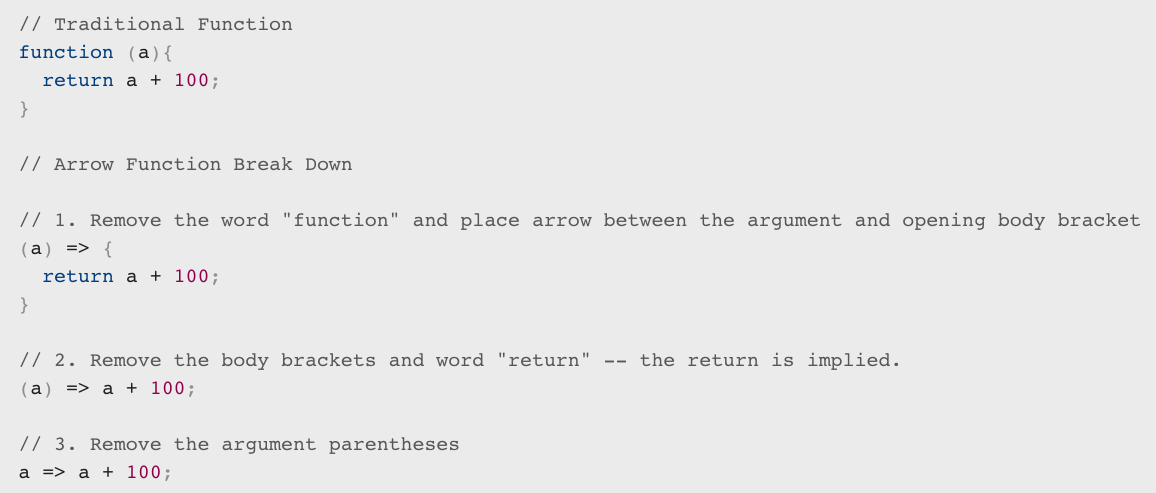 // Traditional Function
function (a){
  return a + 100;
}
// Arrow Function Break Down
// 1. Remove the word "function" and place arrow between the argument and opening body bracket
(a) => {
  return a + 100;
}
// 2. Remove the body brackets and word "return" -- the return is implied.
(a) => a + 100;
// 3. Remove the argument parentheses
a => a + 100;